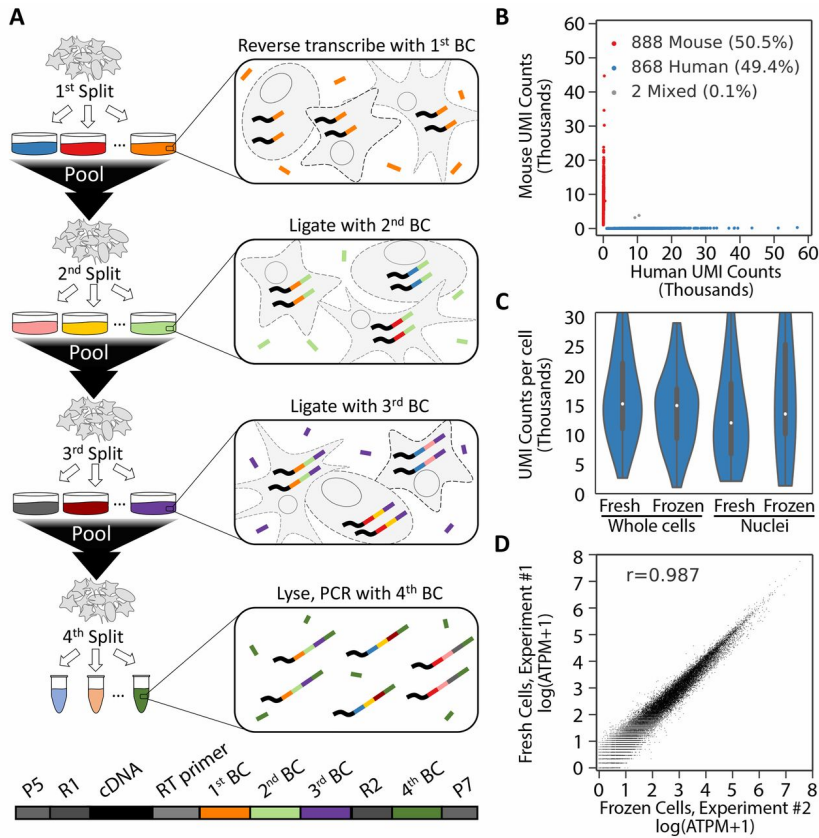 A
Reverse transcribe with 1st BC
1st Split
...
Pool
Ligate with 2nd BC
2nd Split
...
Pool
Ligate with 3rd BC
3rd Split
...
Pool
Lyse, PCR with 4th BC
4th Split
...
P5
R1
cDNA
RT primer
1st BC
2nd BC
3rd BC
R2
4th BC
P7
B
Mouse UMI Counts
(Thousands)
60
50
40
30
20
10
0
888 Mouse (50.5%)
868 Human (49.4%)
2 Mixed (0.1%)
0 10 20 30 40 50 60
Human UMI Counts
(Thousands)
C
UMI Counts per cell
(Thousands)
30
25
20
15
10
5
0
Fresh Frozen Fresh Frozen
Whole cells Nuclei
D
Fresh Cells, Experiment #1
log(ATPM+1)
8
7
6
5
4
3
2
1
0
r=0.987
0 1 2 3 4 5 6 7 8
Frozen Cells, Experiment #2
log(ATPM+1)